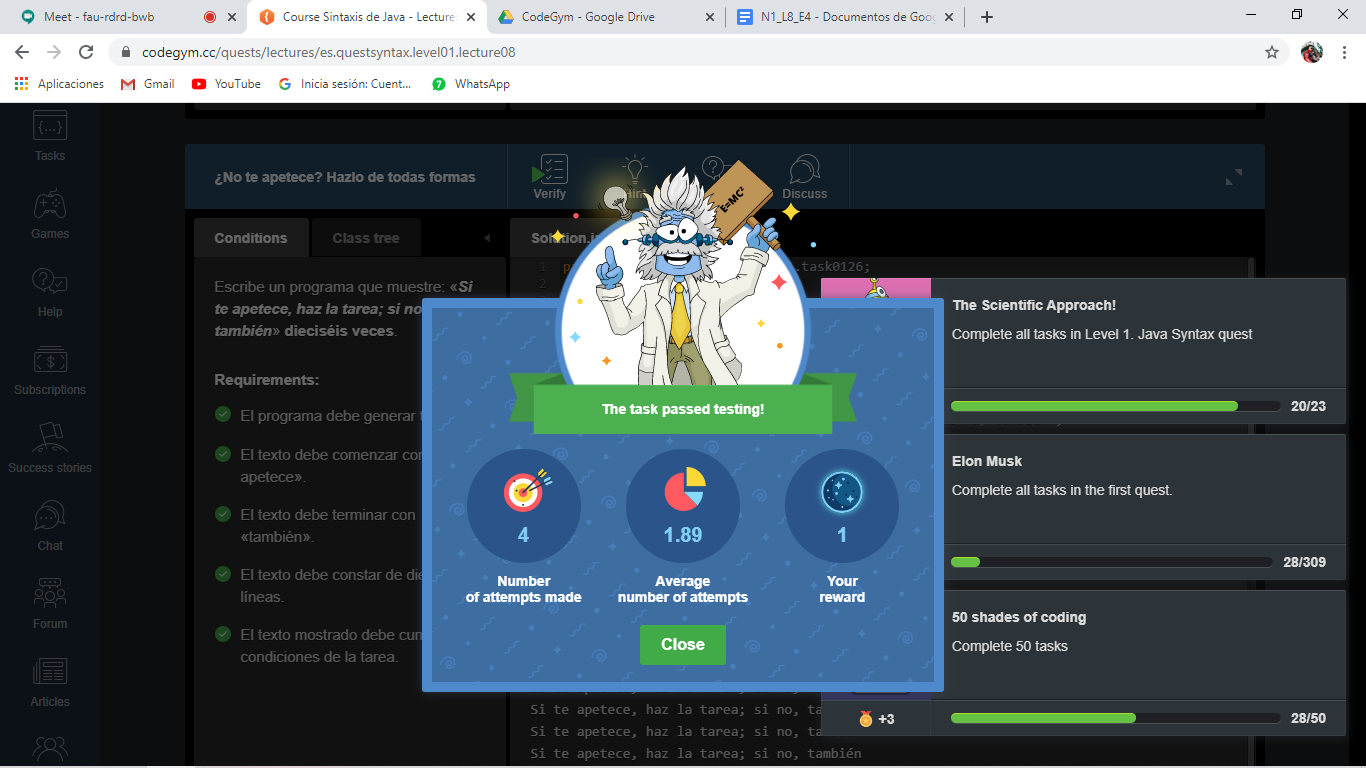 Meet - fau-rdrd-bwb
Course Sintaxis de Java - Lecture
CodeGym - Google Drive
N1_L8_E4 - Documentos de Goog
codegym.cc/quests/lectures/es.questsyntax.level01.lecture08
Aplicaciones
Gmail
YouTube
Inicia sesión: Cuent...
WhatsApp
Tasks
Games
Help
Subscriptions
Success stories
Chat
Forum
Articles
¿No te apetece? Hazlo de todas formas
Verify
Hint
Discuss
Conditions
Class tree
Escribe un programa que muestre: «Si
te apetece, haz la tarea; si no
también» dieciséis veces.
Requirements:
El programa debe generar
El texto debe comenzar con
apetece».
El texto debe terminar con
«también».
El texto debe constar de
líneas.
El texto mostrado debe
condiciones de la tarea.
1
.task0126;
2
E=MC²
The task passed testing!
4
1.89
1
Number
of attempts made
Average
number of attempts
Your
reward
Close
Si te apetece, haz la tarea; si no,
Si te apetece, haz la tarea; si no,
Si te apetece, haz la tarea; si no, también
The Scientific Approach!
Complete all tasks in Level 1. Java Syntax quest
20/23
Elon Musk
Complete all tasks in the first quest.
28/309
50 shades of coding
Complete 50 tasks
+3
28/50